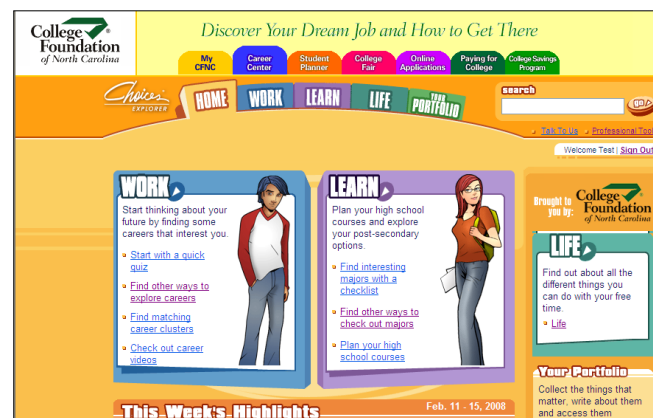 College
Foundation
of North Carolina
Discover Your Dream Job and How to Get There
My
CFNC
Career
Center
Student
Planner
College
Fair
Online
Applications
Paying for
College
College Savings
Program
Choices
EXPLORER
HOME
WORK
LEARN
LIFE
YOUR
PORTFOLIO
search
go
Talk To Us
Professional Tool
Welcome Test | Sign Out
WORK
Start thinking about your
future by finding some
careers that interest you.
Start with a quick
quiz
Find other ways to
explore careers
Find matching
career clusters
Check out career
videos
LEARN
Plan your high school
courses and explore
your post-secondary
options.
Find interesting
majors with a
checklist
Find other ways to
check out majors
Plan your high
school courses
Brought to
you by:
College
Foundation
of North Carolina
LIFE
Find out about all the
different things you
can do with your free
time.
Life
Your Portfolio
Collect the things that
matter, write about them
and access them
This Week's Highlights
Feb. 11 - 15, 2008